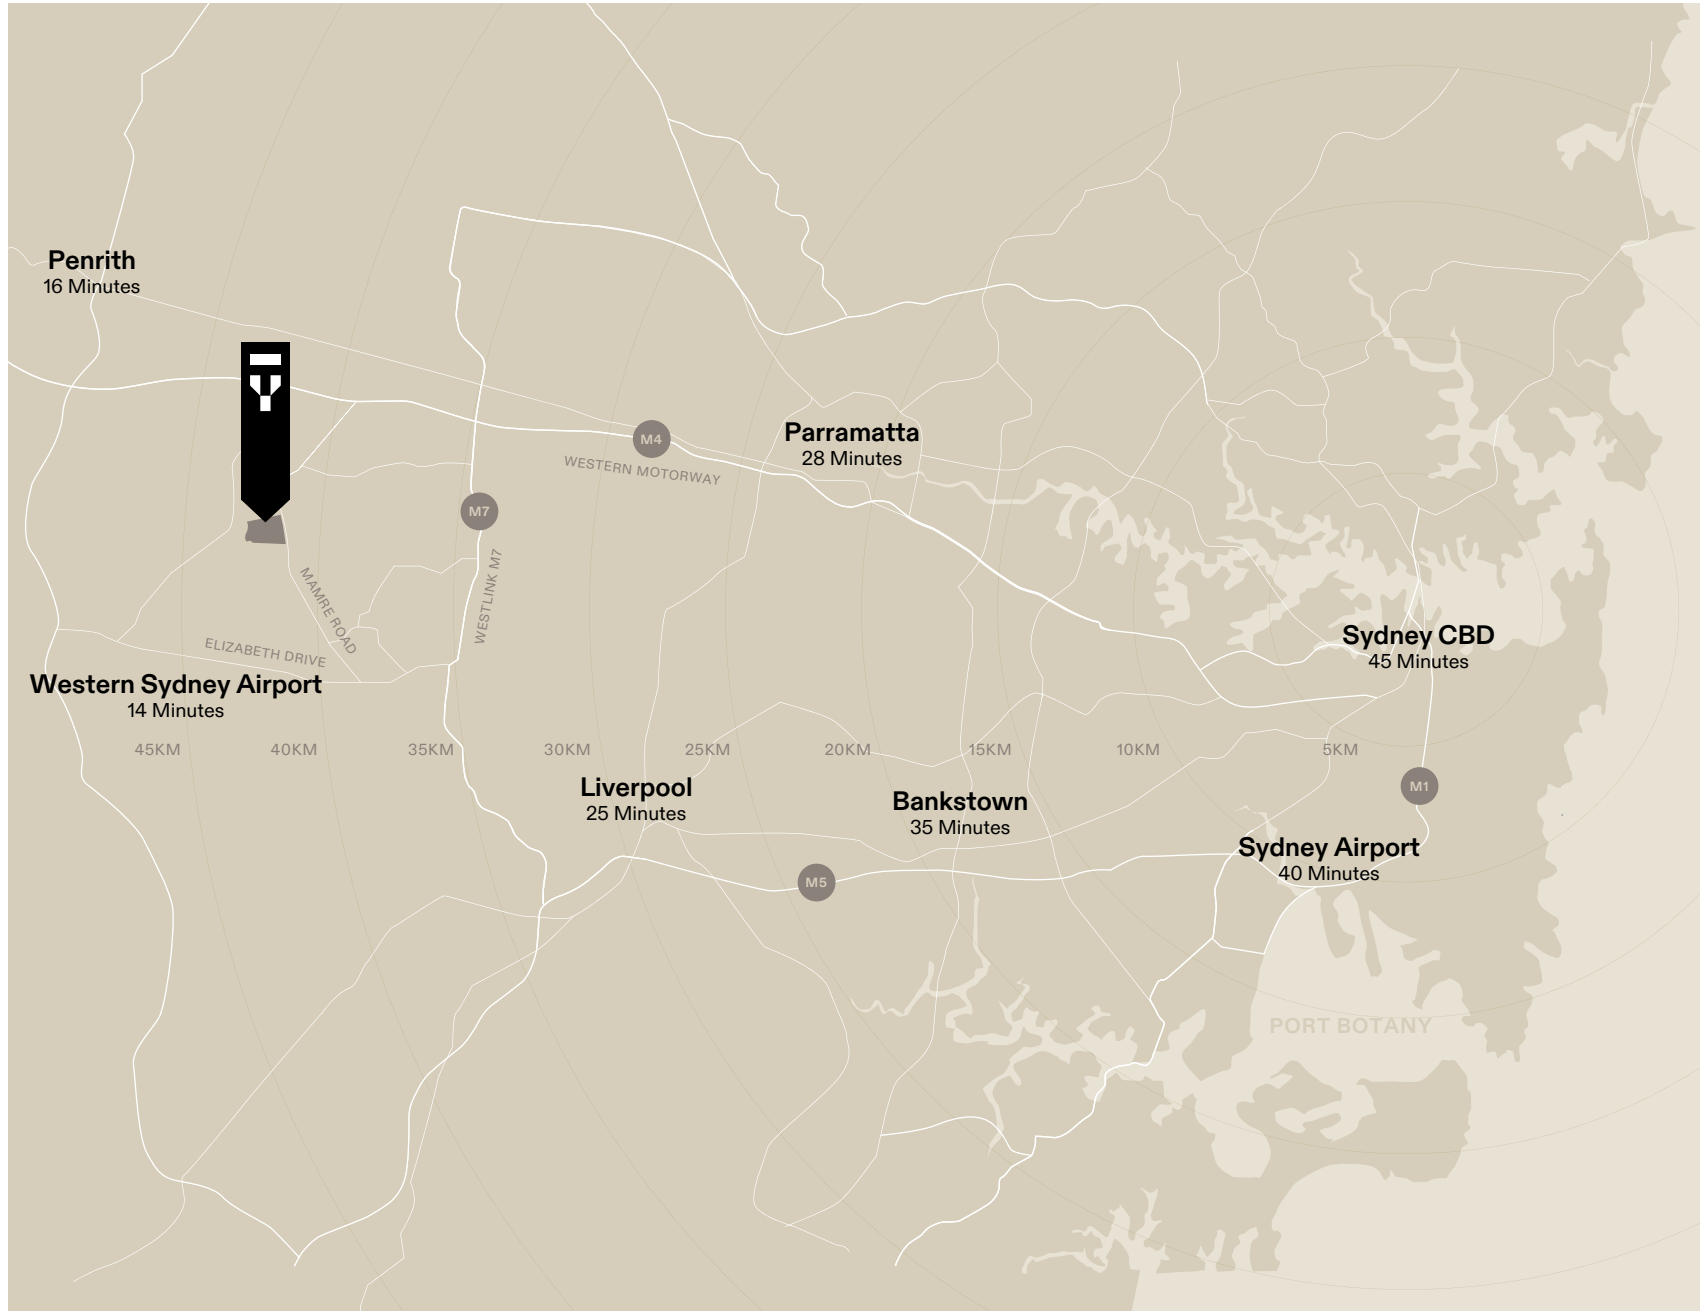 Penrith
16 Minutes
Parramatta
28 Minutes
M4
WESTERN MOTORWAY
M7
WESTLINK M7
MAMRE ROAD
ELIZABETH DRIVE
Sydney CBD
45 Minutes
Western Sydney Airport
14 Minutes
45KM
40KM
35KM
30KM
25KM
20KM
15KM
10KM
5KM
Liverpool
25 Minutes
Bankstown
35 Minutes
M1
Sydney Airport
40 Minutes
M5
PORT BOTANY